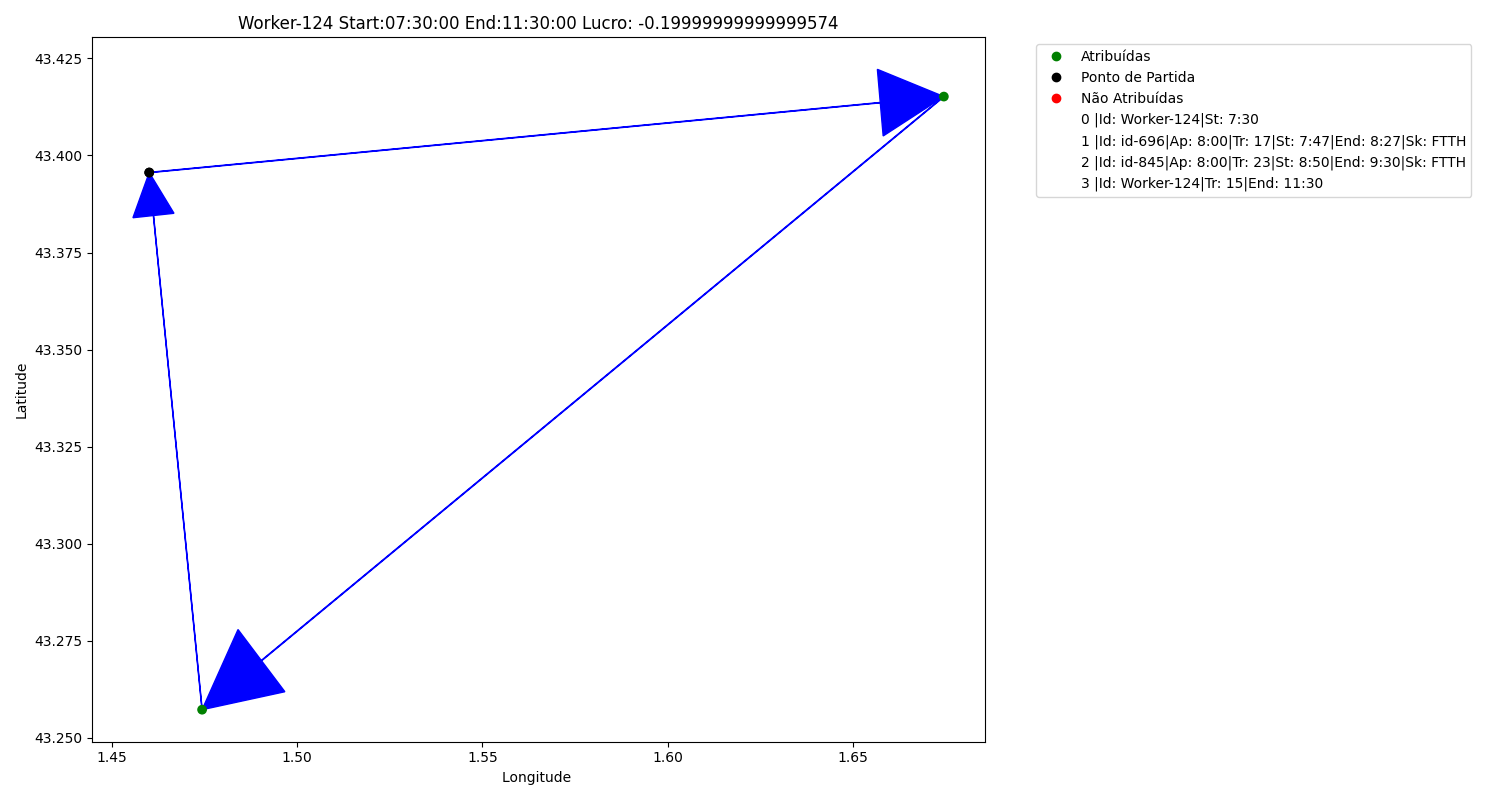 Worker-124 Start:07:30:00 End:11:30:00 Lucro: -0.19999999999999574
43.425
43.400
43.375
43.350
43.325
43.300
43.275
43.250
Latitude
1.45
1.50
1.55
1.60
1.65
Longitude
Atribuídas
Ponto de Partida
Não Atribuídas
0 |Id: Worker-124|St: 7:30
1 |Id: id-696|Ap: 8:00|Tr: 17|St: 7:47|End: 8:27|Sk: FTTH
2 |Id: id-845|Ap: 8:00|Tr: 23|St: 8:50|End: 9:30|Sk: FTTH
3 |Id: Worker-124|Tr: 15|End: 11:30